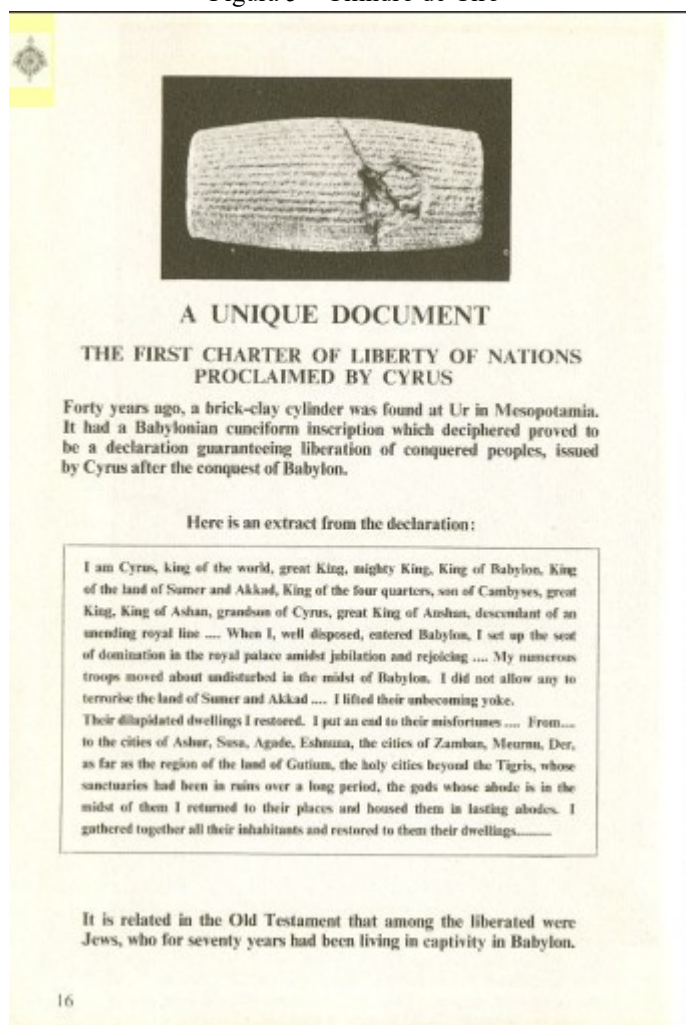 Figura – Cilindro de Ciro
A UNIQUE DOCUMENT
THE FIRST CHARTER OF LIBERTY OF NATIONS
PROCLAIMED BY CYRUS
Forty years ago, a brick-clay cylinder was found at Ur in Mesopotamia.
It had a Babylonian cuneiform inscription which deciphered proved to
be a declaration guaranteeing liberation of conquered peoples, issued
by Cyrus after the conquest of Babylon.
Here is an extract from the declaration:
I am Cyrus, king of the world, great King, mighty King, King of Babylon, King
of the land of Sumer and Akkad, King of the four quarters, son of Cambyses, great
King, King of Ashan, grandson of Cyrus, great King of Anshan, descendant of an
unending royal line .... When I, well disposed, entered Babylon, I set up the seat
of domination in the royal palace amidst jubilation and rejoicing .... My numerous
troops moved about undisturbed in the midst of Babylon. I did not allow any to
terrorise the land of Sumer and Akkad .... I lifted their unbecoming yoke.
Their dilapidated dwellings I restored. I put an end to their misfortunes .... From....
to the cities of Ashur, Susa, Agade, Eshnuna, the cities of Zamban, Meurnu, Der,
as far as the region of the land of Gutium, the holy cities beyond the Tigris, whose
sanctuaries had been in ruins over a long period, the gods whose abode is in the
midst of them I returned to their places and housed them in lasting abodes. I
gathered together all their inhabitants and restored to them their dwellings..........
It is related in the Old Testament that among the liberated were
Jews, who for seventy years had been living in captivity in Babylon.
16